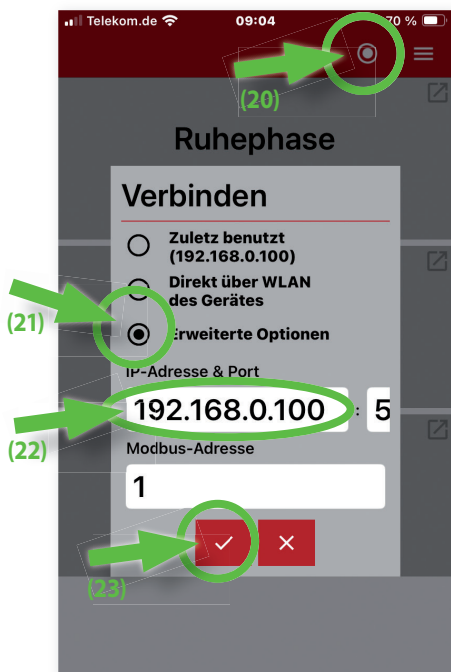 Telekom.de 09:04 70 %
(20)
Ruhephase
Verbinden
Zuletz benutzt
(192.168.0.100)
Direkt über WLAN
des Gerätes
(21)
Erweiterte Optionen
IP-Adresse & Port
192.168.0.100 : 5
(22)
Modbus-Adresse
1
(23)